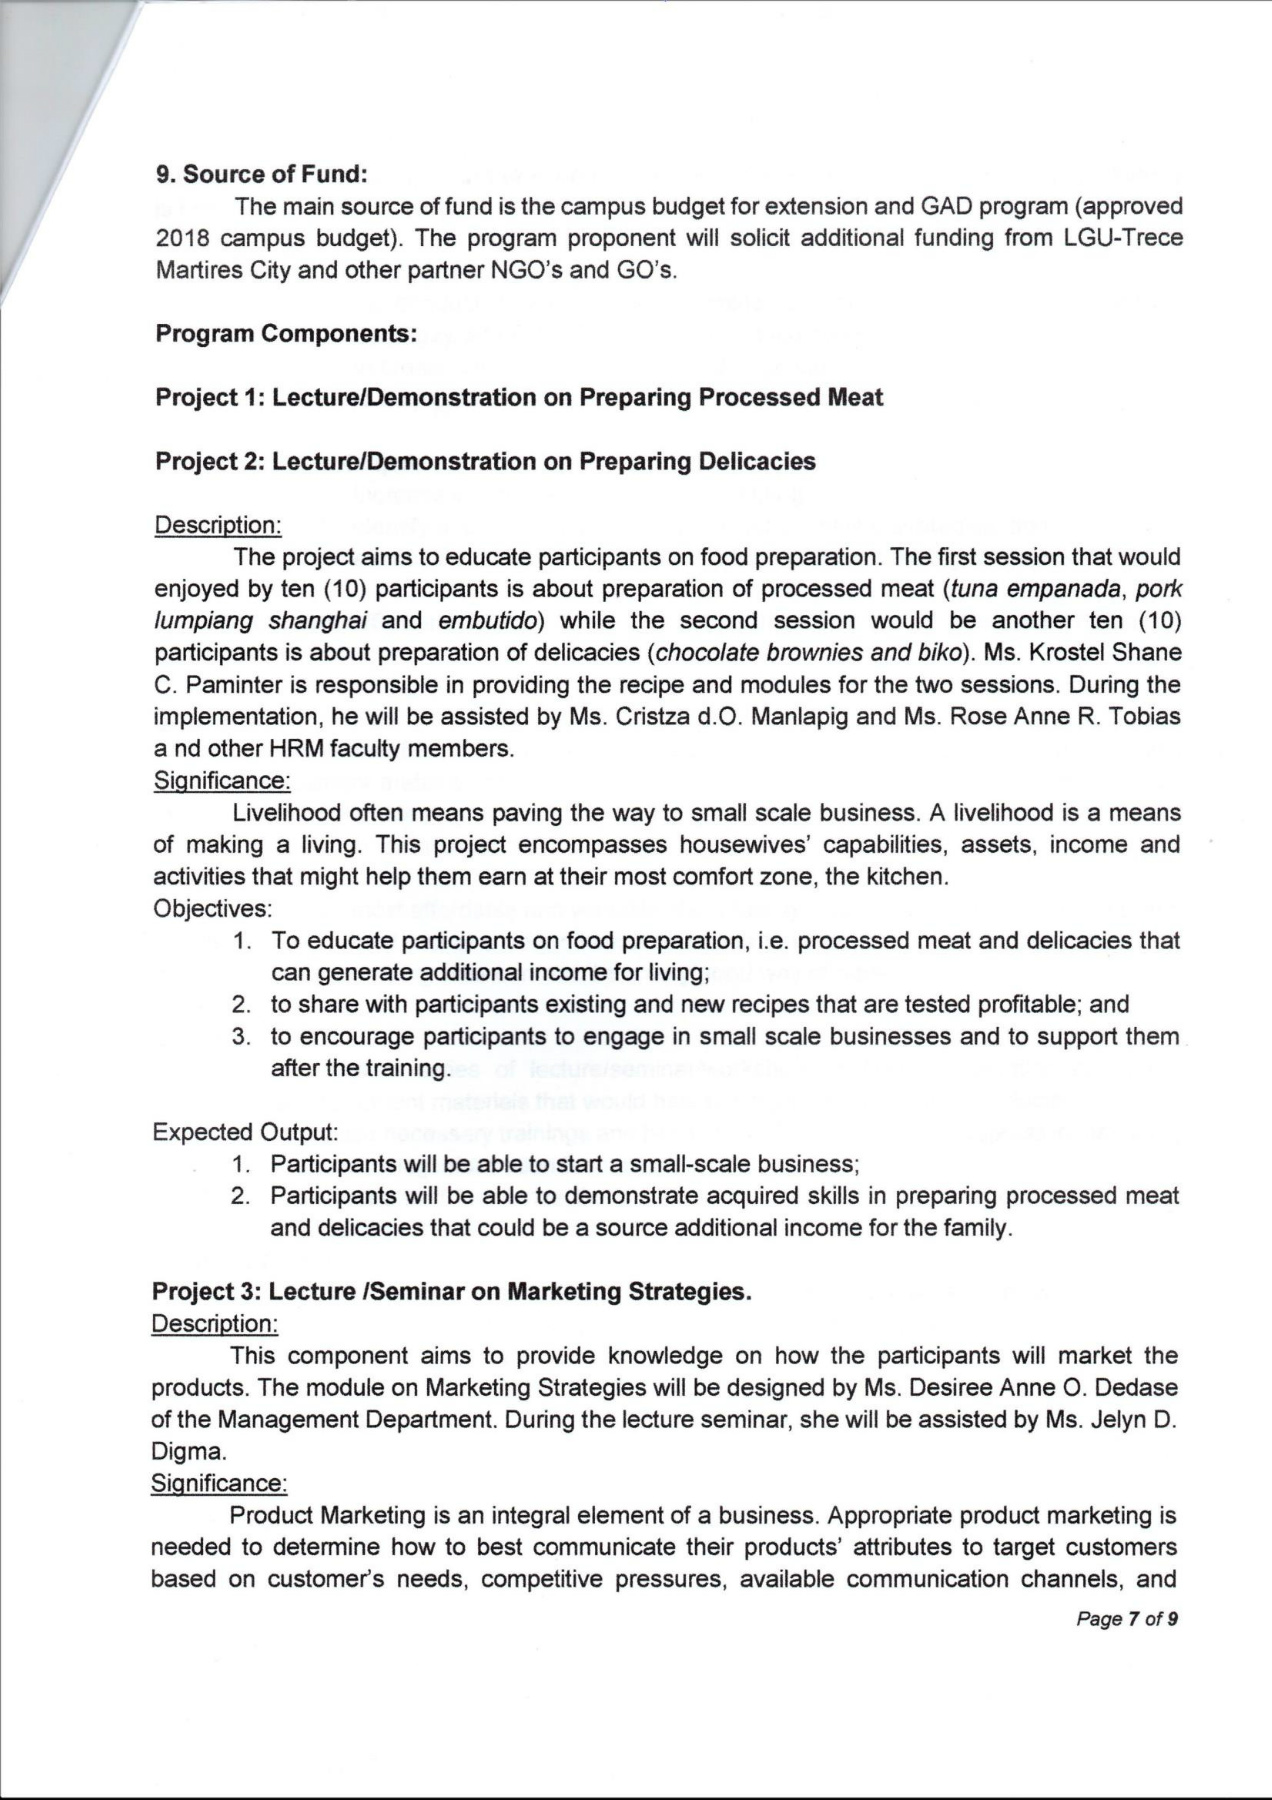 9. Source of Fund:
The main source of fund is the campus budget for extension and GAD program (approved
2018 campus budget). The program proponent will solicit additional funding from LGU-Trece
Martires City and other partner NGO's and GO's.
Program Components:
Project 1: Lecture/Demonstration on Preparing Processed Meat
Project 2: Lecture/Demonstration on Preparing Delicacies
Description:
The project aims to educate participants on food preparation. The first session that would
enjoyed by ten (10) participants is about preparation of processed meat (tuna empanada, pork
lumpiang shanghai and embutido) while the second session would be another ten (10)
participants is about preparation of delicacies (chocolate brownies and biko). Ms. Krostel Shane
C. Paminter is responsible in providing the recipe and modules for the two sessions. During the
implementation, he will be assisted by Ms. Cristza d.O. Manlapig and Ms. Rose Anne R. Tobias
a nd other HRM faculty members.
Significance:
Livelihood often means paving the way to small scale business. A livelihood is a means
of making a living. This project encompasses housewives' capabilities, assets, income and
activities that might help them earn at their most comfort zone, the kitchen.
Objectives:
1. To educate participants on food preparation, i.e. processed meat and delicacies that
can generate additional income for living;
2. to share with participants existing and new recipes that are tested profitable; and
3. to encourage participants to engage in small scale businesses and to support them
after the training.
Expected Output:
1. Participants will be able to start a small-scale business;
2. Participants will be able to demonstrate acquired skills in preparing processed meat
and delicacies that could be a source additional income for the family.
Project 3: Lecture /Seminar on Marketing Strategies.
Description:
This component aims to provide knowledge on how the participants will market the
products. The module on Marketing Strategies will be designed by Ms. Desiree Anne O. Dedase
of the Management Department. During the lecture seminar, she will be assisted by Ms. Jelyn D.
Digma.
Significance:
Product Marketing is an integral element of a business. Appropriate product marketing is
needed to determine how to best communicate their products' attributes to target customers
based on customer's needs, competitive pressures, available communication channels, and
Page 7 of 9